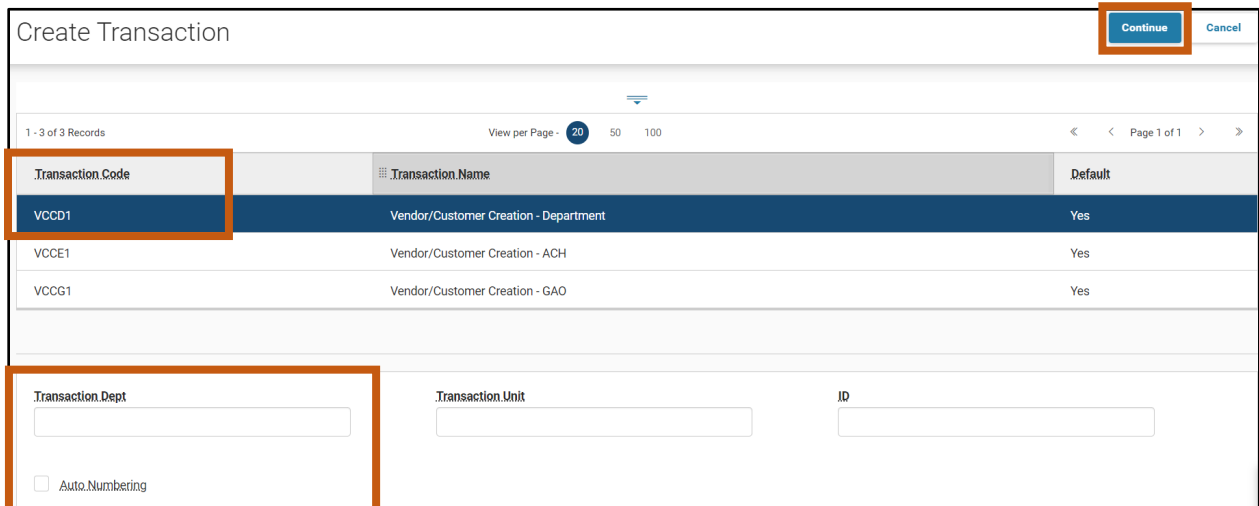 Create Transaction
Continue Cancel
1 - 3 of 3 Records View per Page - 20 50 100 « < Page 1 of 1 > »
Transaction Code Transaction Name Default
VCCD1 Vendor/Customer Creation - Department Yes
VCCE1 Vendor/Customer Creation - ACH Yes
VCCG1 Vendor/Customer Creation - GAO Yes
Transaction Dept Transaction Unit ID
Auto Numbering